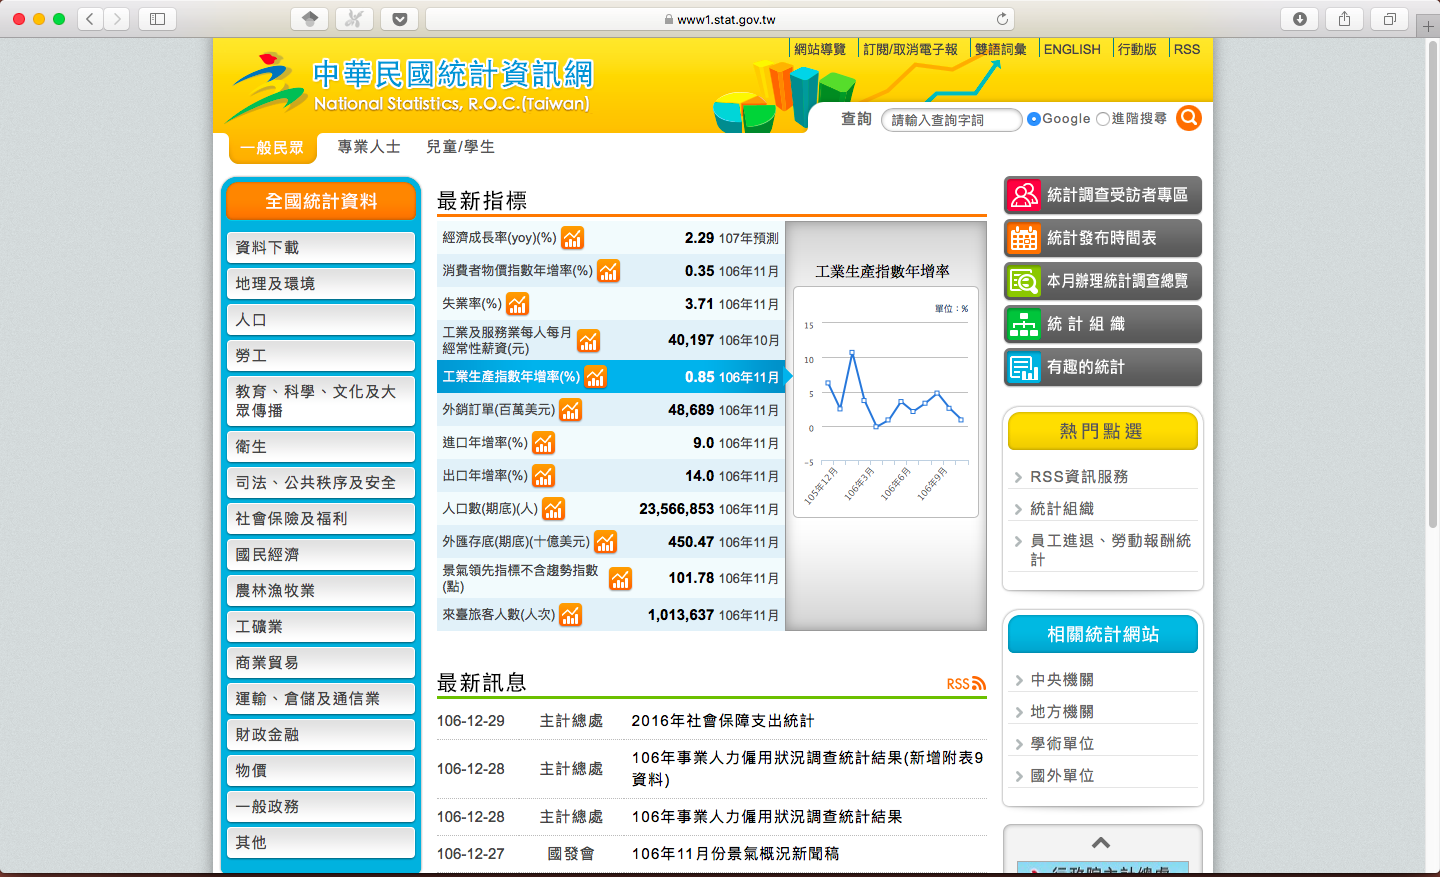 www1.stat.gov.tw
網站導覽 訂閱/取消電子報 雙語詞彙 ENGLISH 行動版 RSS
中華民國統計資訊網
National Statistics, R.O.C.(Taiwan)
查詢 請輸入查詢字詞 Google 進階搜尋
一般民眾 專業人士 兒童/學生
全國統計資料
資料下載
地理及環境
人口
勞工
教育、科學、文化及大
眾傳播
衛生
司法、公共秩序及安全
社會保險及福利
國民經濟
農林漁牧業
工礦業
商業貿易
運輸、倉儲及通信業
財政金融
物價
一般政務
其他
最新指標
經濟成長率(yoy)(%) 2.29 107年預測
消費者物價指數年增率(%) 0.35 106年11月
失業率(%) 3.71 106年11月
工業及服務業每人每月
經常性薪資(元) 40,197 106年10月
工業生產指數年增率(%) 0.85 106年11月
外銷訂單(百萬美元) 48,689 106年11月
進口年增率(%) 9.0 106年11月
出口年增率(%) 14.0 106年11月
人口數(期底)(人) 23,566,853 106年11月
外匯存底(期底)(十億美元) 450.47 106年11月
景氣領先指標不含趨勢指數
(點) 101.78 106年11月
來臺旅客人數(人次) 1,013,637 106年11月
工業生產指數年增率
單位：%
15
10
5
0
-5
105年12月 106年3月 106年6月 106年9月
最新訊息 RSS
106-12-29 主計總處 2016年社會保障支出統計
106-12-28 主計總處 106年事業人力僱用狀況調查統計結果(新增附表9
資料)
106-12-28 主計總處 106年事業人力僱用狀況調查統計結果
106-12-27 國發會 106年11月份景氣概況新聞稿
統計調查受訪者專區
統計發布時間表
本月辦理統計調查總覽
統計組織
有趣的統計
熱門點選
RSS資訊服務
統計組織
員工進退、勞動報酬統
計
相關統計網站
中央機關
地方機關
學術單位
國外單位
行政院主計總處